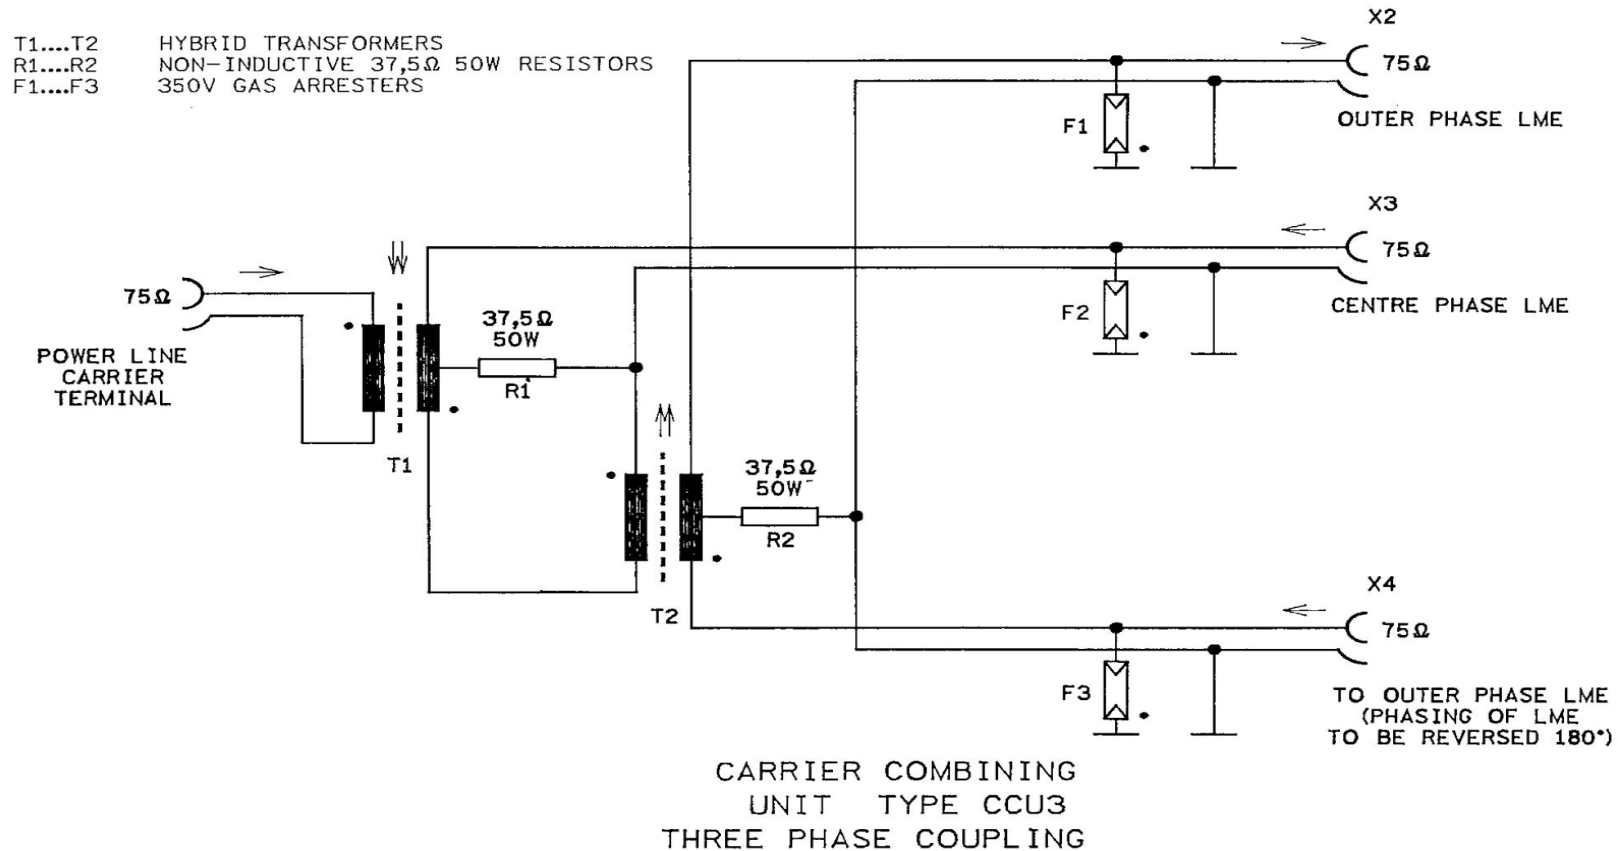 T1....T2 HYBRID TRANSFORMERS
R1....R2 NON-INDUCTIVE 37,5Ω 50W RESISTORS
F1....F3 350V GAS ARRESTERS
X2
75Ω
F1
OUTER PHASE LME
X3
75Ω
F2
CENTRE PHASE LME
75Ω
POWER LINE
CARRIER
TERMINAL
T1
37,5Ω
50W
R1
T2
37,5Ω
50W
R2
X4
75Ω
F3
TO OUTER PHASE LME
(PHASING OF LME
TO BE REVERSED 180°)
CARRIER COMBINING
UNIT TYPE CCU3
THREE PHASE COUPLING